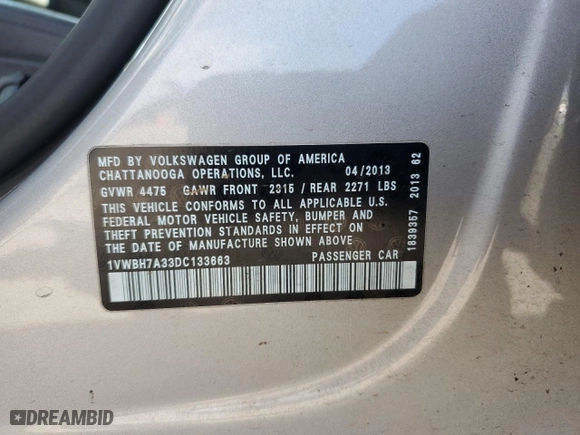 MFD BY VOLKSWAGEN GROUP OF AMERICA
CHATTANOOGA OPERATIONS, LLC. 04/2013
GVWR 4475 GAWR FRONT 2315 / REAR 2271 LBS
THIS VEHICLE CONFORMS TO ALL APPLICABLE U.S.
FEDERAL MOTOR VEHICLE SAFETY, BUMPER AND
THEFT PREVENTION STANDARDS IN EFFECT ON
THE DATE OF MANUFACTURE SHOWN ABOVE
1VWBH7A33DC133663 PASSENGER CAR
1839357 2013 62
DREAMBID